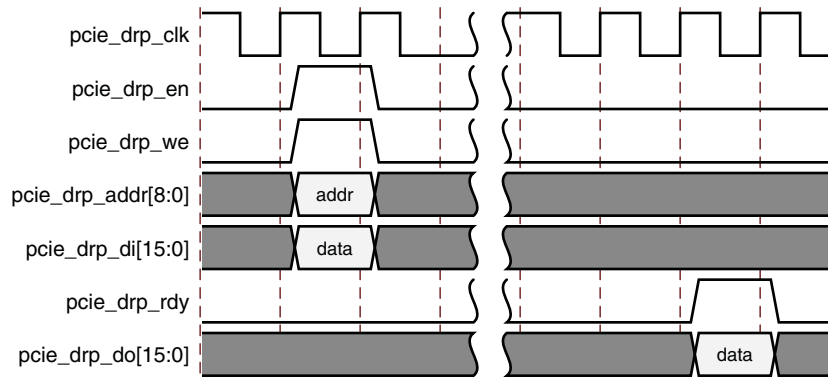 pcie_drp_clk
pcie_drp_en
pcie_drp_we
pcie_drp_addr[8:0] addr
pcie_drp_di[15:0] data
pcie_drp_rdy
pcie_drp_do[15:0] data